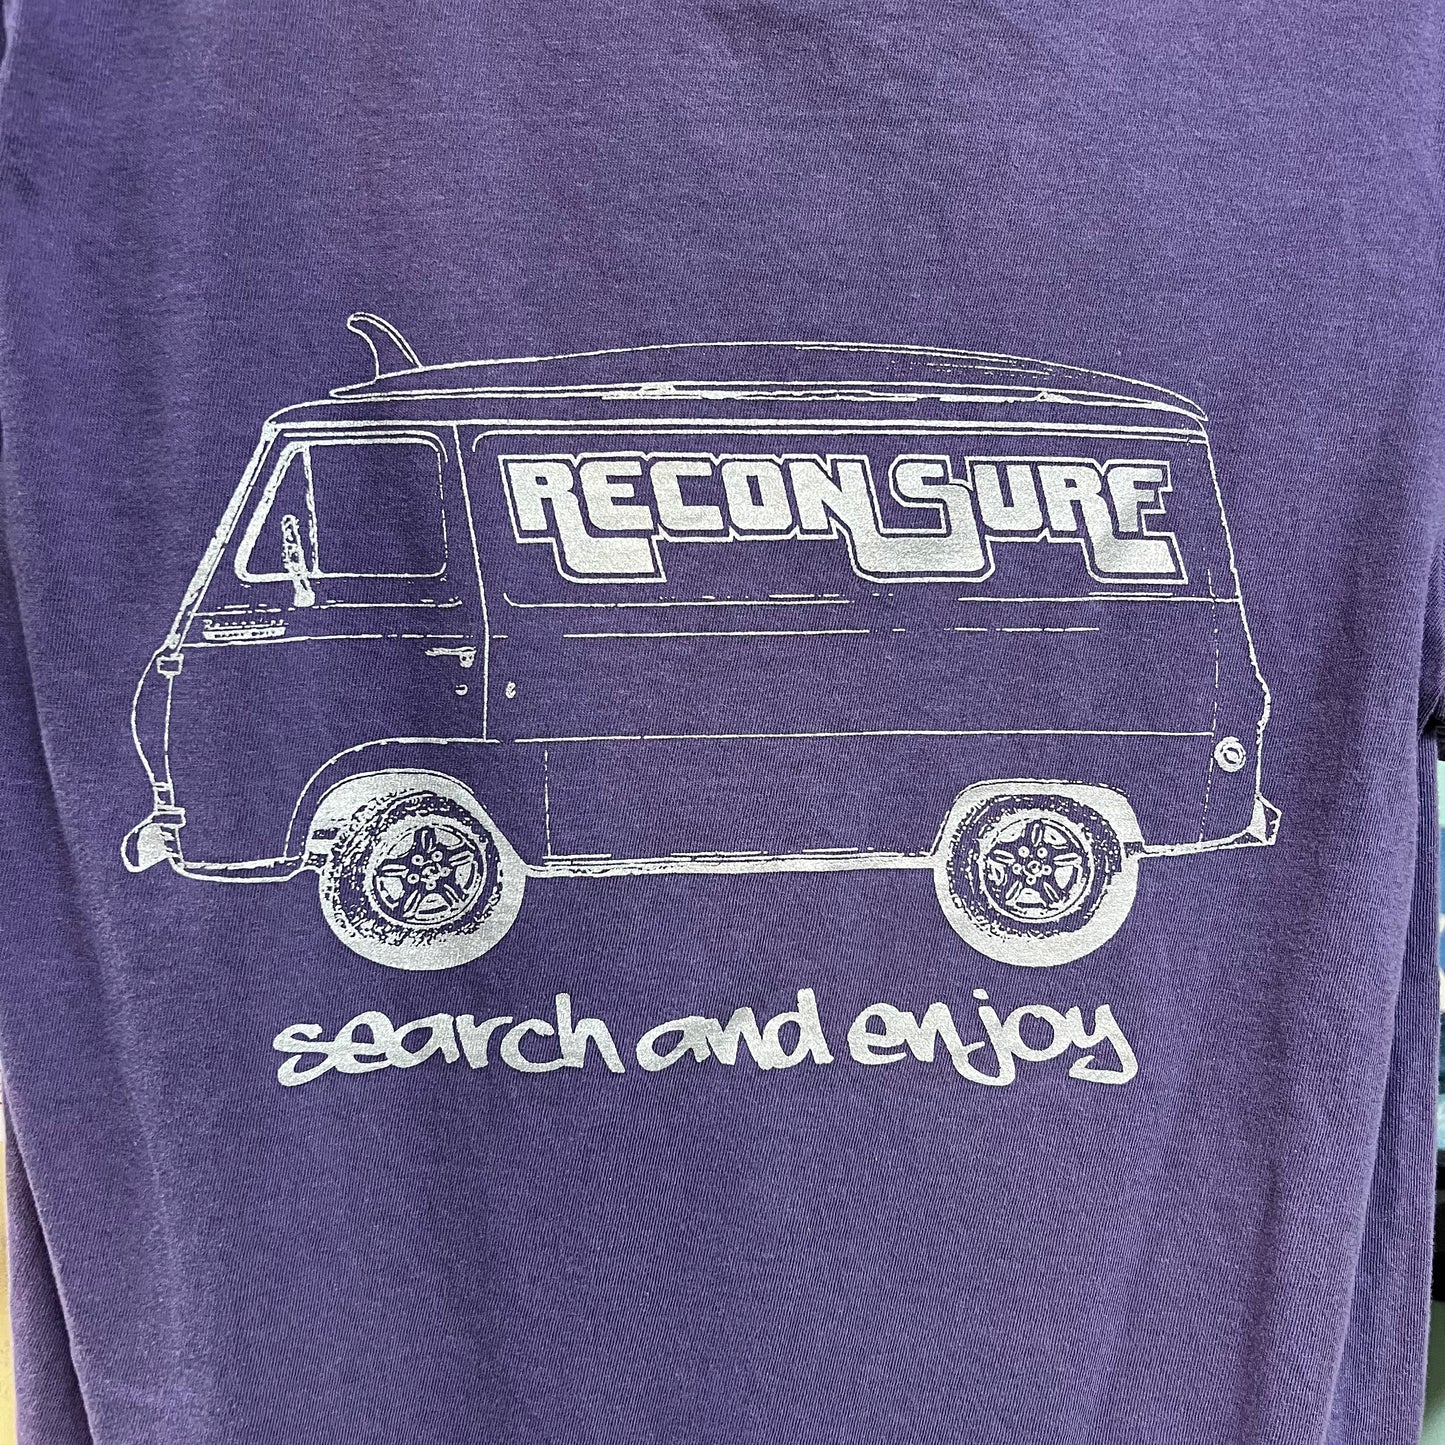 RECON SURF
search and enjoy